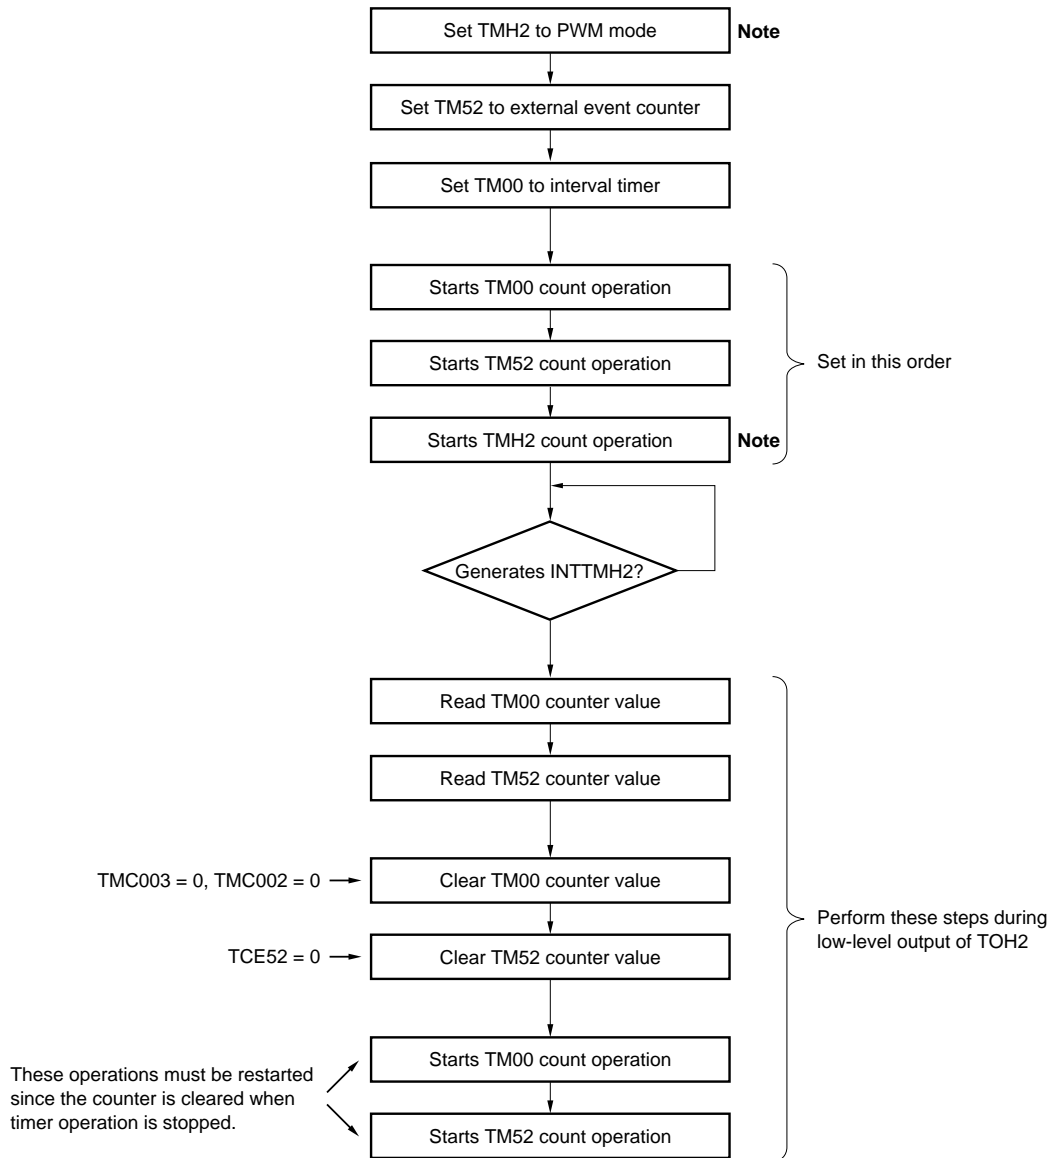 Set TMH2 to PWM mode
Note
Set TM52 to external event counter
Set TM00 to interval timer
Starts TM00 count operation
Starts TM52 count operation
Set in this order
Starts TMH2 count operation
Note
Generates INTTMH2?
Read TM00 counter value
Read TM52 counter value
TMC003 = 0, TMC002 = 0
Clear TM00 counter value
Perform these steps during
low-level output of TOH2
TCE52 = 0
Clear TM52 counter value
Starts TM00 count operation
These operations must be restarted
since the counter is cleared when
timer operation is stopped.
Starts TM52 count operation